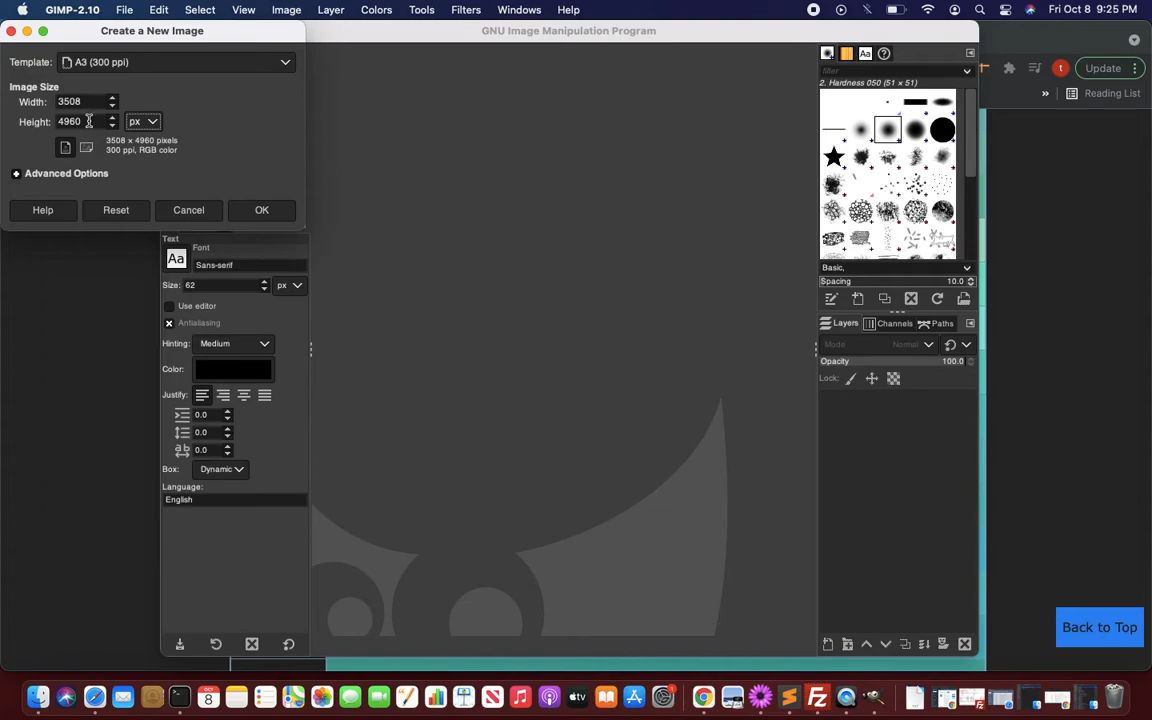 GIMP-2.10 File Edit Select View Image Layer Colors Tools Filters Windows Help Fri Oct 8 9:25 PM
Create a New Image
GNU Image Manipulation Program
Template: A3 (300 ppi)
Image Size
Width: 3508
Height: 4960 px
3508 × 4960 pixels
300 ppi, RGB color
Advanced Options
Help Reset Cancel OK
Text
Font
Aa Sans-serif
Size: 62 px
Use editor
Antialiasing
Hinting: Medium
Color:
Justify:
0.0
0.0
0.0
Box: Dynamic
Language:
English
Aa
filter
2. Hardness 050 (51 × 51)
Basic,
Spacing 10.0
Layers Channels Paths
Mode Normal
Opacity 100.0
Lock:
t Update
» Reading List
Back to Top
OCT
8
tv